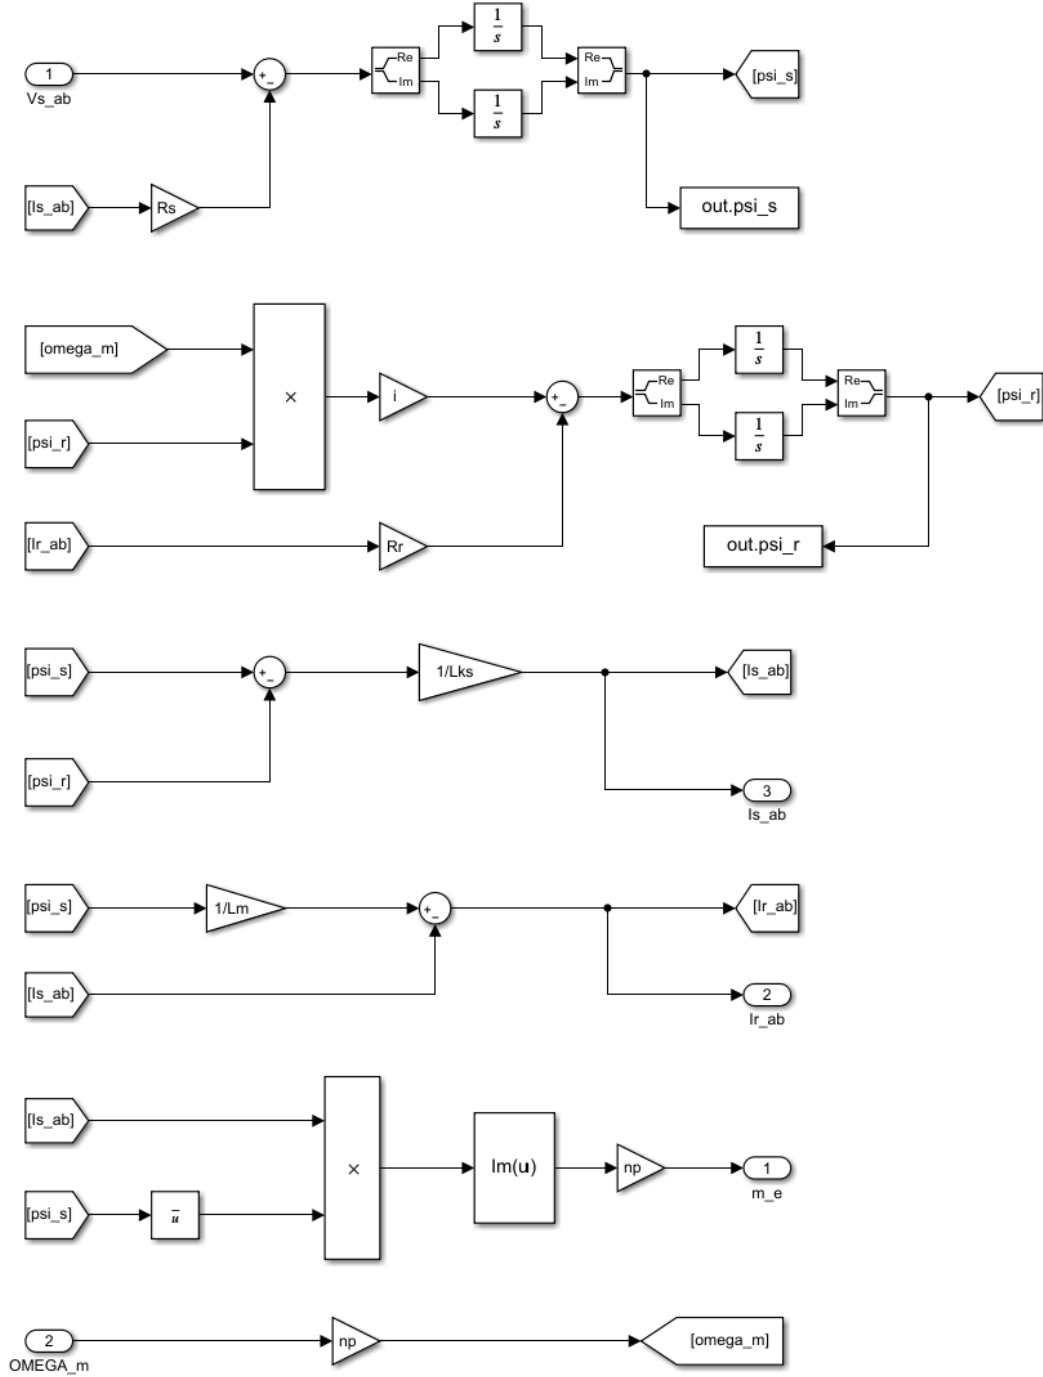 1
s
1
Vs_ab
+
−
Re
Im
Re
Im
[psi_s]
1
s
[Is_ab]
Rs
out.psi_s
[omega_m]
×
i
+
−
Re
Im
1
s
Re
Im
[psi_r]
[psi_r]
1
s
[Ir_ab]
Rr
out.psi_r
[psi_s]
+
−
1/Lks
[Is_ab]
[psi_r]
3
Is_ab
[psi_s]
1/Lm
+
−
[Ir_ab]
[Is_ab]
2
Ir_ab
[Is_ab]
×
Im(u)
np
1
m_e
[psi_s]
u̅
2
OMEGA_m
np
[omega_m]